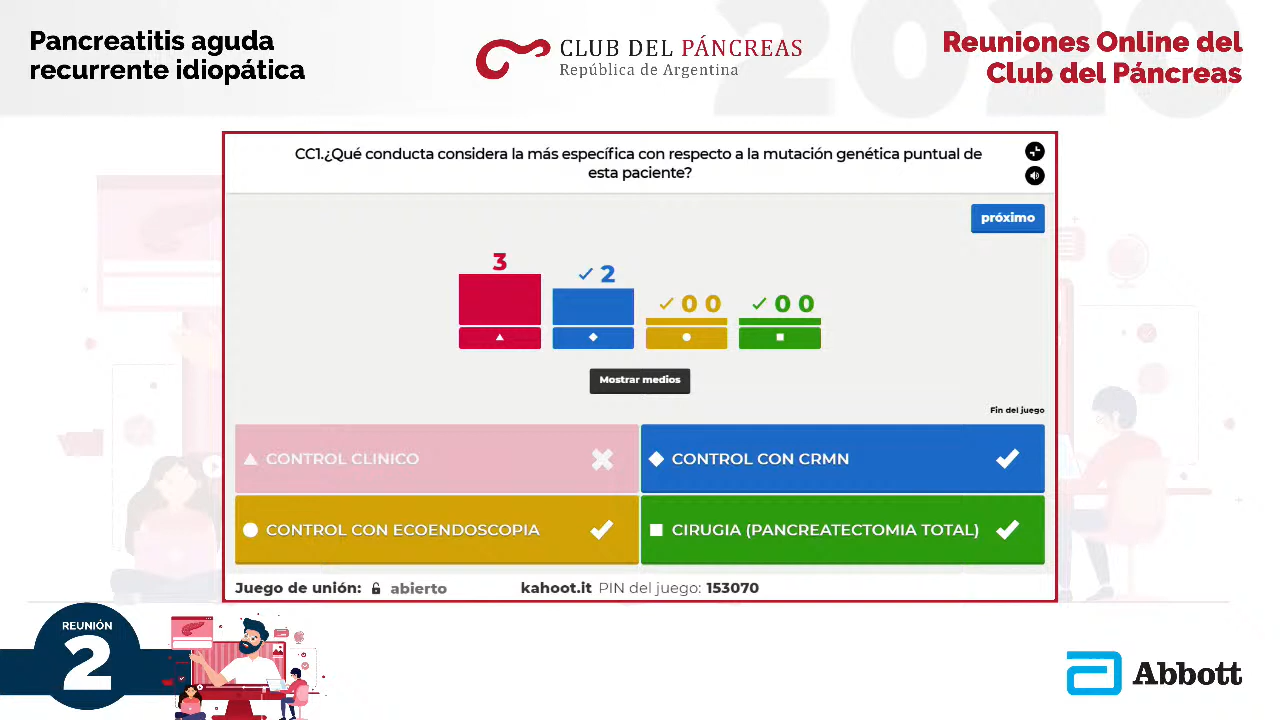 Pancreatitis aguda
recurrente idiopática
CLUB DEL PÁNCREAS
República de Argentina
2020
Reuniones Online del
Club del Páncreas
CC1.¿Qué conducta considera la más específica con respecto a la mutación genética puntual de
esta paciente?
próximo
3
2
0 0
0 0
Mostrar medios
Fin del juego
CONTROL CLINICO
CONTROL CON CRMN
CONTROL CON ECOENDOSCOPIA
CIRUGIA (PANCREATECTOMIA TOTAL)
Juego de unión: abierto
kahoot.it PIN del juego: 153070
REUNIÓN
2
Abbott